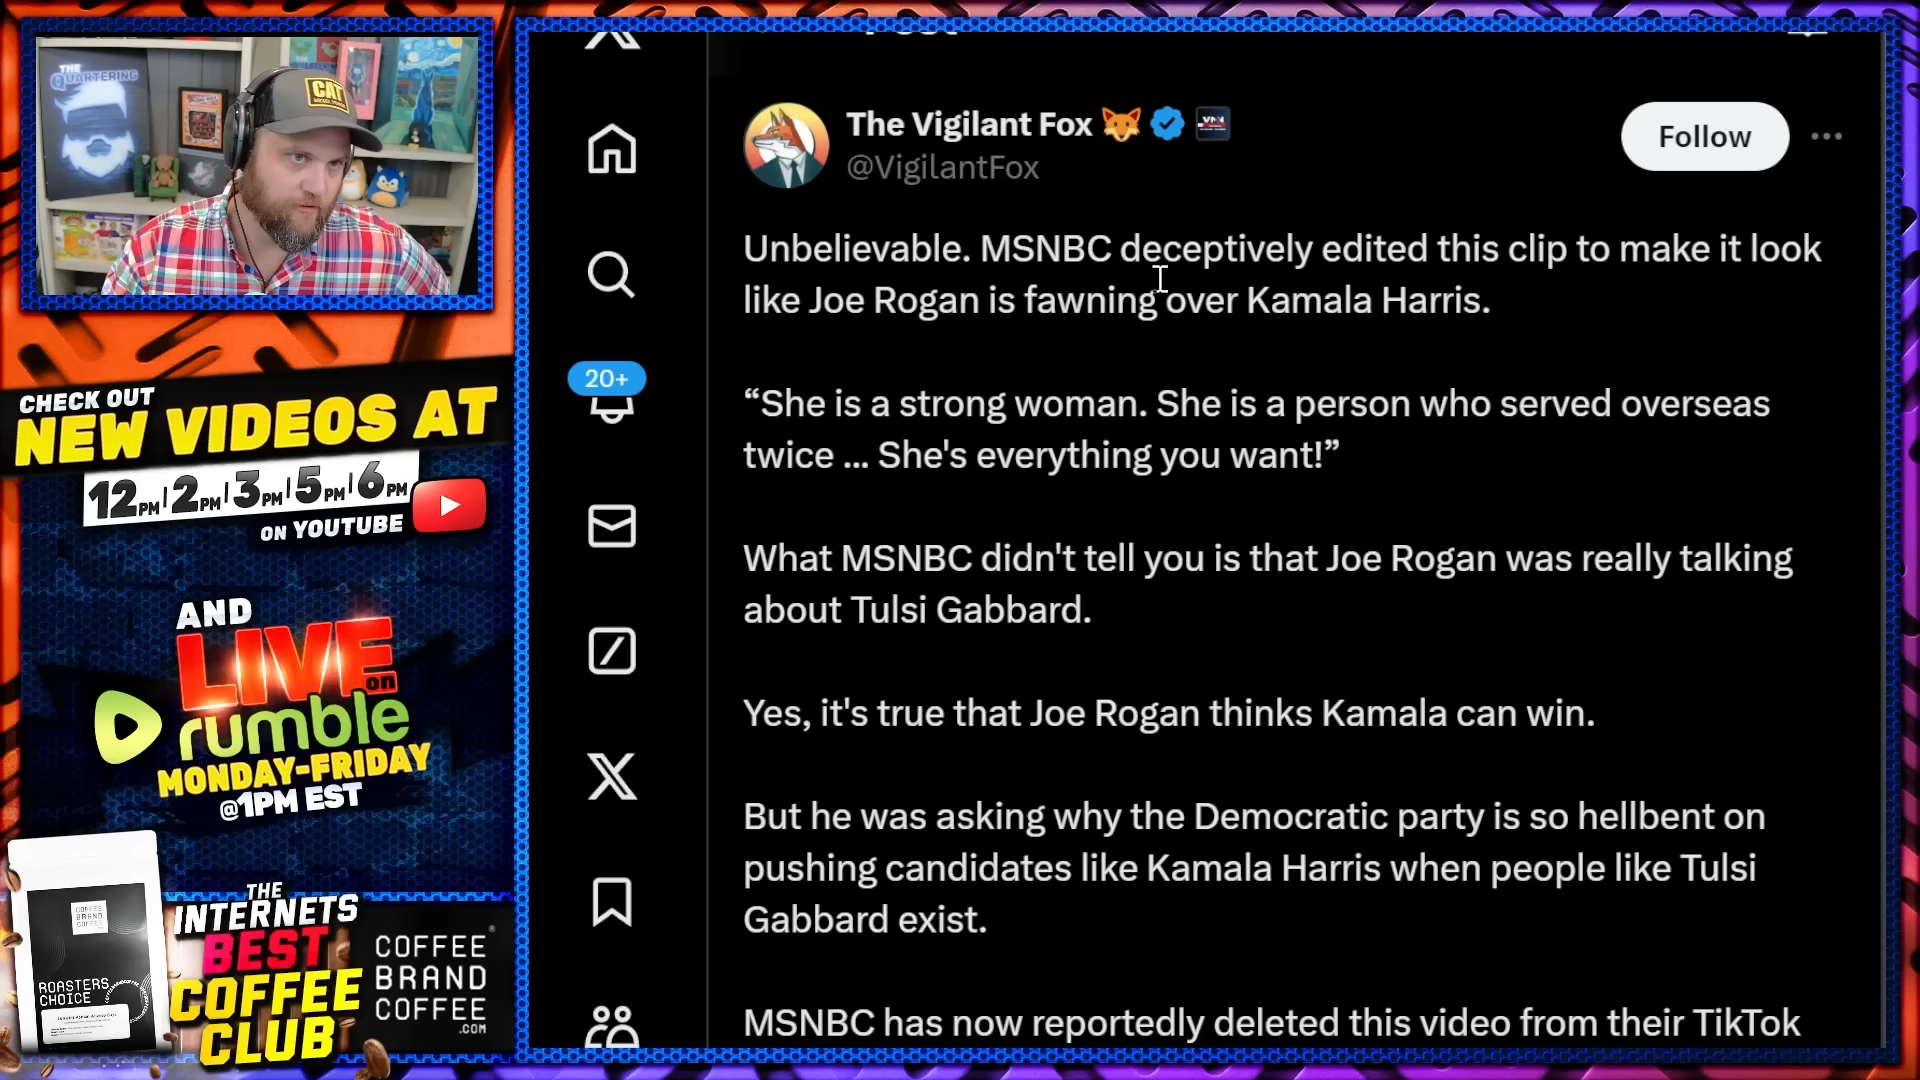 THE
QUARTERING
CAT
CHECK OUT
NEW VIDEOS AT
12PM | 2PM | 3PM | 5PM | 6PM
ON YOUTUBE
AND
LIVE
on
rumble
MONDAY-FRIDAY
@1PM EST
THE
INTERNETS
BEST
COFFEE
CLUB
COFFEE
BRAND
COFFEE
.COM
COFFEE
BRAND
COFFEE
ROASTERS
CHOICE
Post
The Vigilant Fox
@VigilantFox
Follow
20+
Unbelievable. MSNBC deceptively edited this clip to make it look
like Joe Rogan is fawning over Kamala Harris.
“She is a strong woman. She is a person who served overseas
twice ... She's everything you want!”
What MSNBC didn't tell you is that Joe Rogan was really talking
about Tulsi Gabbard.
Yes, it's true that Joe Rogan thinks Kamala can win.
But he was asking why the Democratic party is so hellbent on
pushing candidates like Kamala Harris when people like Tulsi
Gabbard exist.
MSNBC has now reportedly deleted this video from their TikTok